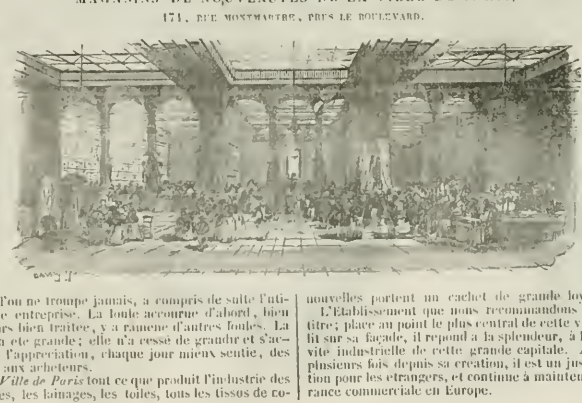 MAGASINS DE NOUVEAUTÉS DE LA VILLE DE PARIS,
171, RUE MONTMARTRE, PRÈS LE BOULEVARD.
l'on ne trompe jamais, a compris de suite l'uti-
e entreprise. La foule accourue d'abord, bien
rs bien traitée, y a ramené d'autres foules. La
a été grande; elle n'a cessé de grandir et s'ac-
l'appréciation, chaque jour mieux sentie, des
aux acheteurs.
Ville de Paris tout ce que produit l'industrie des
es, les lainages, les toiles, tous les tissus de co-
nouvelles portent un cachet de grande loy
L'Etablissement que nous recommandons
titre; placé au point le plus central de cette v
lit sur sa façade, il répond à la splendeur, à l
vité industrielle de cette grande capitale. A
plusieurs fois depuis sa création, il est un jus
tion pour les étrangers, et continue à mainten
rance commerciale en Europe.